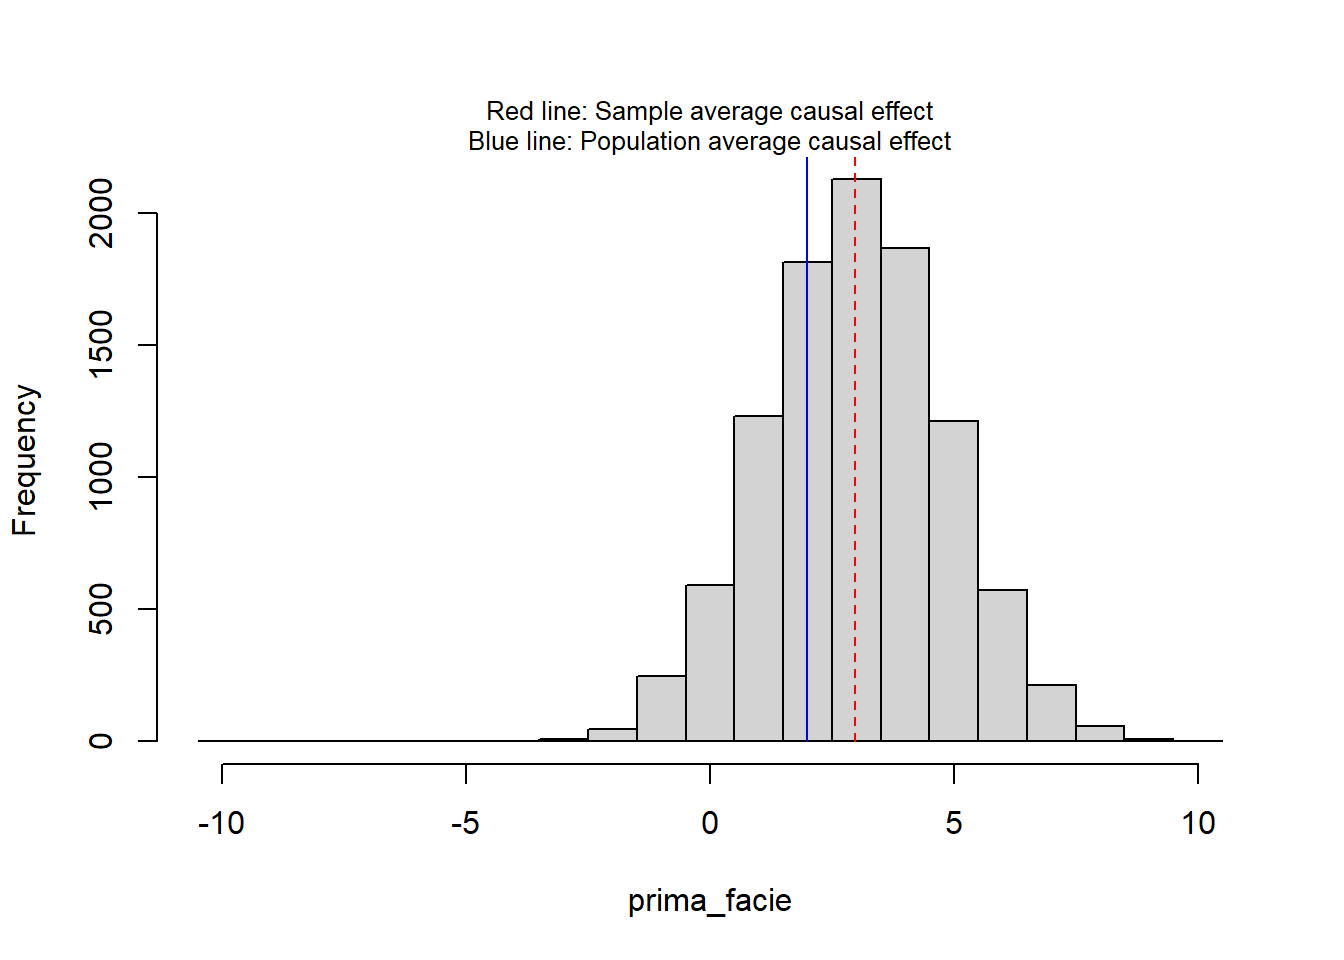 Red line: Sample average causal effect
Blue line: Population average causal effect
Frequency
2000
1500
1000
500
0
-10
-5
0
5
10
prima_facie